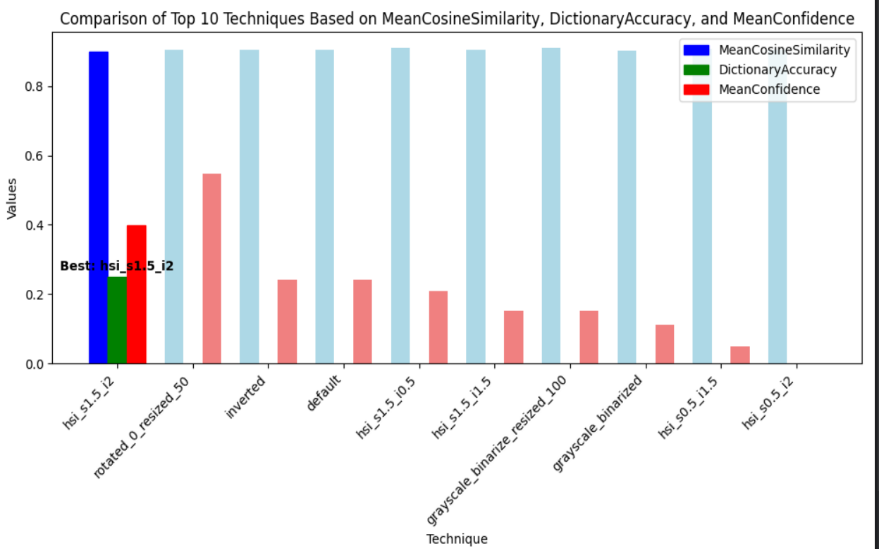 Comparison of Top 10 Techniques Based on MeanCosineSimilarity, DictionaryAccuracy, and MeanConfidence
MeanCosineSimilarity
DictionaryAccuracy
MeanConfidence
Values
0.8
0.6
0.4
0.2
0.0
Best: hsi_s1.5_i2
hsi_s1.5_i2
rotated_0_resized_50
inverted
default
hsi_s1.5_i0.5
hsi_s1.5_i1.5
grayscale_binarize_resized_100
grayscale_binarized
hsi_s0.5_i1.5
hsi_s0.5_i2
Technique